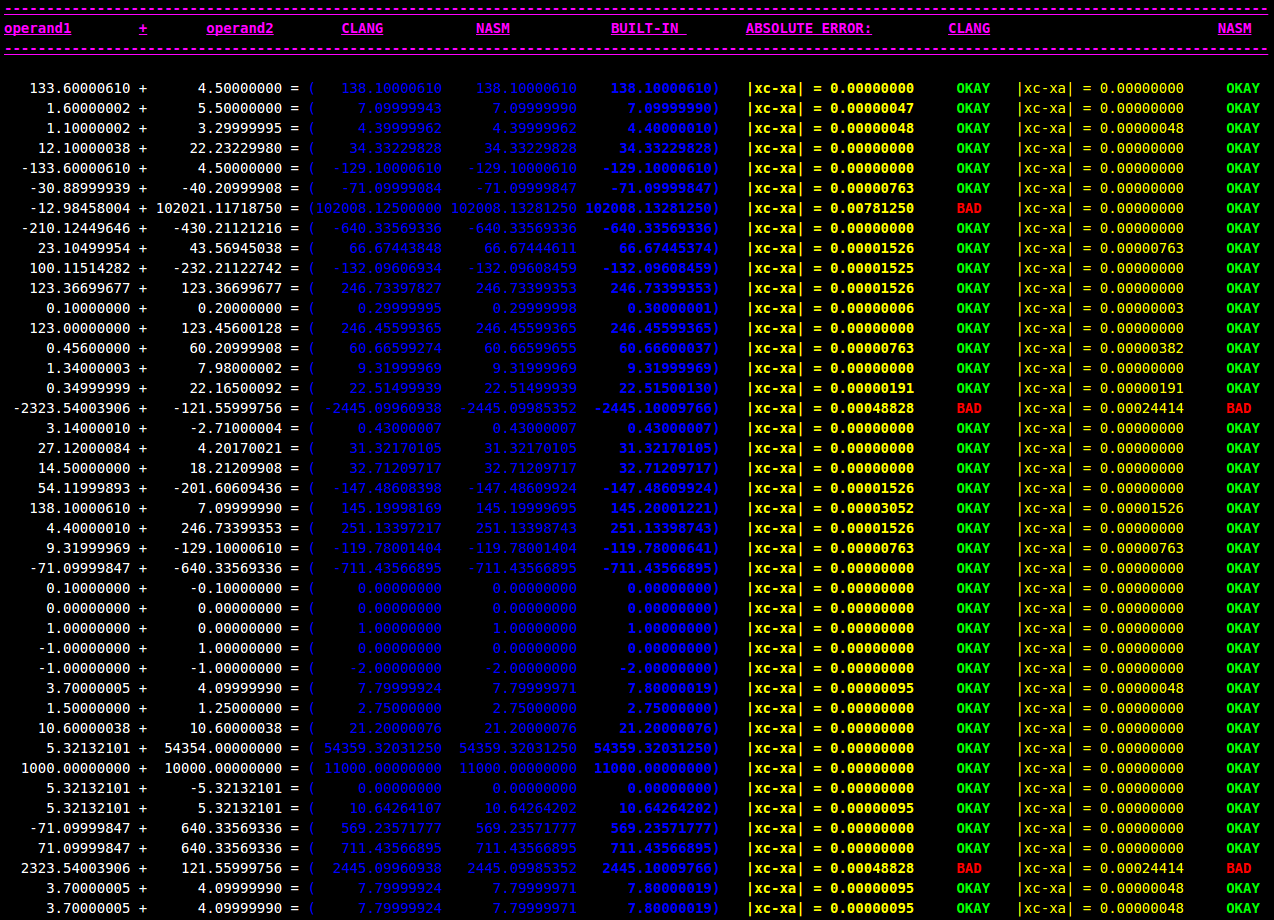 operand1 + operand2 CLANG NASM BUILT-IN ABSOLUTE ERROR: CLANG NASM
133.60000610 + 4.50000000 = ( 138.10000610 138.10000610 138.10000610) |xc-xa| = 0.00000000 OKAY |xc-xa| = 0.00000000 OKAY
1.60000002 + 5.50000000 = ( 7.09999943 7.09999990 7.09999990) |xc-xa| = 0.00000047 OKAY |xc-xa| = 0.00000000 OKAY
1.10000002 + 3.29999995 = ( 4.39999962 4.39999962 4.40000010) |xc-xa| = 0.00000048 OKAY |xc-xa| = 0.00000048 OKAY
12.10000038 + 22.23229980 = ( 34.33229828 34.33229828 34.33229828) |xc-xa| = 0.00000000 OKAY |xc-xa| = 0.00000000 OKAY
-133.60000610 + 4.50000000 = ( -129.10000610 -129.10000610 -129.10000610) |xc-xa| = 0.00000000 OKAY |xc-xa| = 0.00000000 OKAY
-30.88999939 + -40.20999908 = ( -71.09999084 -71.09999847 -71.09999847) |xc-xa| = 0.00000763 OKAY |xc-xa| = 0.00000000 OKAY
-12.98458004 + 102021.11718750 = (102008.12500000 102008.13281250 102008.13281250) |xc-xa| = 0.00781250 BAD |xc-xa| = 0.00000000 OKAY
-210.12449646 + -430.21121216 = ( -640.33569336 -640.33569336 -640.33569336) |xc-xa| = 0.00000000 OKAY |xc-xa| = 0.00000000 OKAY
23.10499954 + 43.56945038 = ( 66.67443848 66.67444611 66.67445374) |xc-xa| = 0.00001526 OKAY |xc-xa| = 0.00000763 OKAY
100.11514282 + -232.21122742 = ( -132.09606934 -132.09608459 -132.09608459) |xc-xa| = 0.00001525 OKAY |xc-xa| = 0.00000000 OKAY
123.36699677 + 123.36699677 = ( 246.73397827 246.73399353 246.73399353) |xc-xa| = 0.00001526 OKAY |xc-xa| = 0.00000000 OKAY
0.10000000 + 0.20000000 = ( 0.29999995 0.29999998 0.30000001) |xc-xa| = 0.00000006 OKAY |xc-xa| = 0.00000003 OKAY
123.00000000 + 123.45600128 = ( 246.45599365 246.45599365 246.45599365) |xc-xa| = 0.00000000 OKAY |xc-xa| = 0.00000000 OKAY
0.45600000 + 60.20999908 = ( 60.66599274 60.66599655 60.66600037) |xc-xa| = 0.00000763 OKAY |xc-xa| = 0.00000382 OKAY
1.34000003 + 7.98000002 = ( 9.31999969 9.31999969 9.31999969) |xc-xa| = 0.00000000 OKAY |xc-xa| = 0.00000000 OKAY
0.34999999 + 22.16500092 = ( 22.51499939 22.51499939 22.51500130) |xc-xa| = 0.00000191 OKAY |xc-xa| = 0.00000191 OKAY
-2323.54003906 + -121.55999756 = ( -2445.09960938 -2445.09985352 -2445.10009766) |xc-xa| = 0.00048828 BAD |xc-xa| = 0.00024414 BAD
3.14000010 + -2.71000004 = ( 0.43000007 0.43000007 0.43000007) |xc-xa| = 0.00000000 OKAY |xc-xa| = 0.00000000 OKAY
27.12000084 + 4.20170021 = ( 31.32170105 31.32170105 31.32170105) |xc-xa| = 0.00000000 OKAY |xc-xa| = 0.00000000 OKAY
14.50000000 + 18.21209908 = ( 32.71209717 32.71209717 32.71209717) |xc-xa| = 0.00000000 OKAY |xc-xa| = 0.00000000 OKAY
54.11999893 + -201.60609436 = ( -147.48608398 -147.48609924 -147.48609924) |xc-xa| = 0.00001526 OKAY |xc-xa| = 0.00000000 OKAY
138.10000610 + 7.09999990 = ( 145.19998169 145.19999695 145.20001221) |xc-xa| = 0.00003052 OKAY |xc-xa| = 0.00001526 OKAY
4.40000010 + 246.73399353 = ( 251.13397217 251.13398743 251.13398743) |xc-xa| = 0.00001526 OKAY |xc-xa| = 0.00000000 OKAY
9.31999969 + -129.10000610 = ( -119.78001404 -119.78001404 -119.78000641) |xc-xa| = 0.00000763 OKAY |xc-xa| = 0.00000763 OKAY
-71.09999847 + -640.33569336 = ( -711.43566895 -711.43566895 -711.43566895) |xc-xa| = 0.00000000 OKAY |xc-xa| = 0.00000000 OKAY
0.10000000 + -0.10000000 = ( 0.00000000 0.00000000 0.00000000) |xc-xa| = 0.00000000 OKAY |xc-xa| = 0.00000000 OKAY
0.00000000 + 0.00000000 = ( 0.00000000 0.00000000 0.00000000) |xc-xa| = 0.00000000 OKAY |xc-xa| = 0.00000000 OKAY
1.00000000 + 0.00000000 = ( 1.00000000 1.00000000 1.00000000) |xc-xa| = 0.00000000 OKAY |xc-xa| = 0.00000000 OKAY
-1.00000000 + 1.00000000 = ( 0.00000000 0.00000000 0.00000000) |xc-xa| = 0.00000000 OKAY |xc-xa| = 0.00000000 OKAY
-1.00000000 + -1.00000000 = ( -2.00000000 -2.00000000 -2.00000000) |xc-xa| = 0.00000000 OKAY |xc-xa| = 0.00000000 OKAY
3.70000005 + 4.09999990 = ( 7.79999924 7.79999971 7.80000019) |xc-xa| = 0.00000095 OKAY |xc-xa| = 0.00000048 OKAY
1.50000000 + 1.25000000 = ( 2.75000000 2.75000000 2.75000000) |xc-xa| = 0.00000000 OKAY |xc-xa| = 0.00000000 OKAY
10.60000038 + 10.60000038 = ( 21.20000076 21.20000076 21.20000076) |xc-xa| = 0.00000000 OKAY |xc-xa| = 0.00000000 OKAY
5.32132101 + 54354.00000000 = ( 54359.32031250 54359.32031250 54359.32031250) |xc-xa| = 0.00000000 OKAY |xc-xa| = 0.00000000 OKAY
1000.00000000 + 10000.00000000 = ( 11000.00000000 11000.00000000 11000.00000000) |xc-xa| = 0.00000000 OKAY |xc-xa| = 0.00000000 OKAY
5.32132101 + -5.32132101 = ( 0.00000000 0.00000000 0.00000000) |xc-xa| = 0.00000000 OKAY |xc-xa| = 0.00000000 OKAY
5.32132101 + 5.32132101 = ( 10.64264107 10.64264202 10.64264202) |xc-xa| = 0.00000095 OKAY |xc-xa| = 0.00000000 OKAY
-71.09999847 + 640.33569336 = ( 569.23571777 569.23571777 569.23571777) |xc-xa| = 0.00000000 OKAY |xc-xa| = 0.00000000 OKAY
71.09999847 + 640.33569336 = ( 711.43566895 711.43566895 711.43566895) |xc-xa| = 0.00000000 OKAY |xc-xa| = 0.00000000 OKAY
2323.54003906 + 121.55999756 = ( 2445.09960938 2445.09985352 2445.10009766) |xc-xa| = 0.00048828 BAD |xc-xa| = 0.00024414 BAD
3.70000005 + 4.09999990 = ( 7.79999924 7.79999971 7.80000019) |xc-xa| = 0.00000095 OKAY |xc-xa| = 0.00000048 OKAY
3.70000005 + 4.09999990 = ( 7.79999924 7.79999971 7.80000019) |xc-xa| = 0.00000095 OKAY |xc-xa| = 0.00000048 OKAY